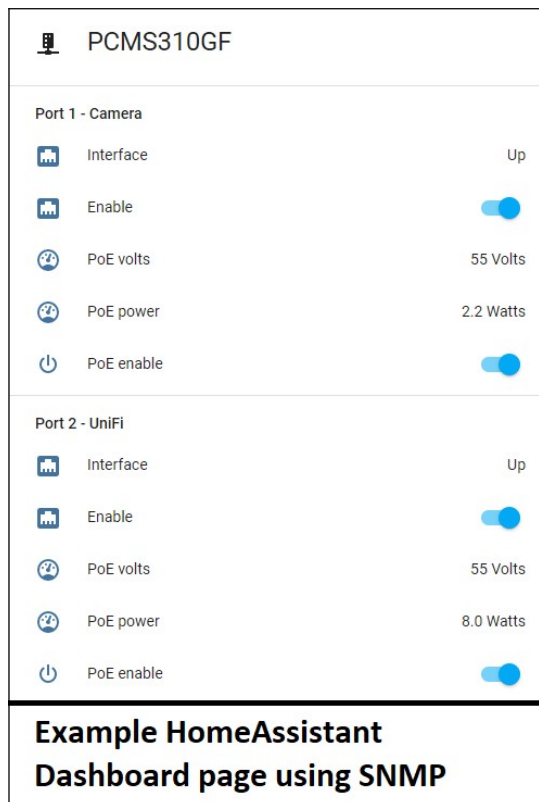 PCMS310GF
Port 1 - Camera
Interface Up
Enable
PoE volts 55 Volts
PoE power 2.2 Watts
PoE enable
Port 2 - UniFi
Interface Up
Enable
PoE volts 55 Volts
PoE power 8.0 Watts
PoE enable
Example HomeAssistant
Dashboard page using SNMP